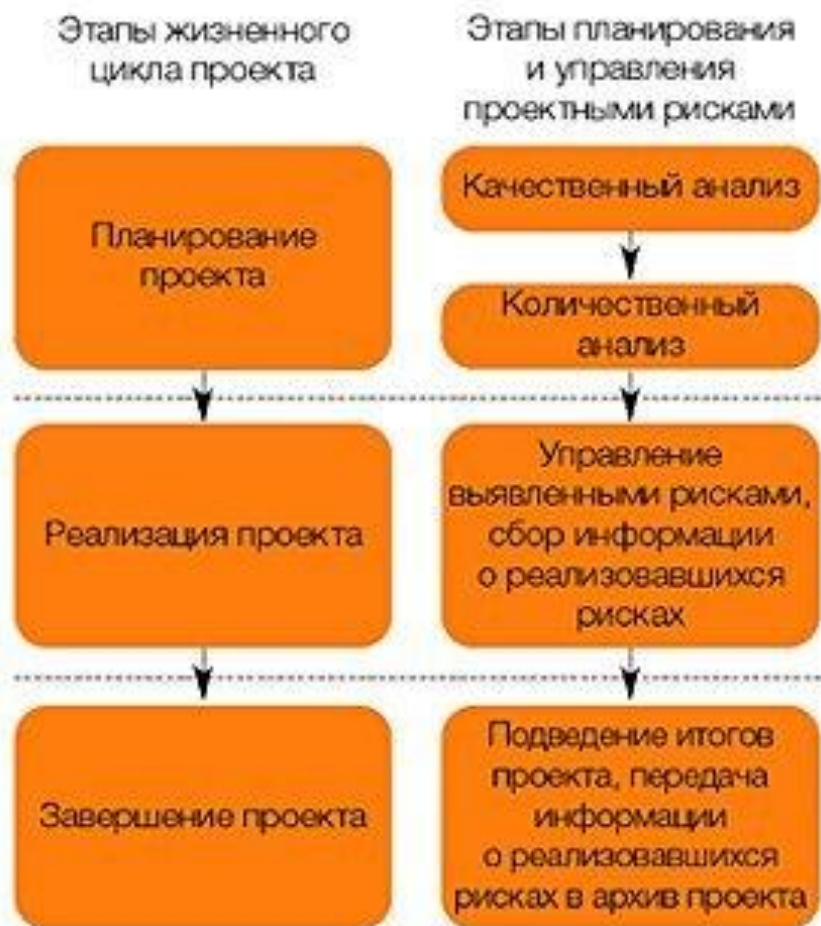 Этапы жизненного
цикла проекта
Этапы планирования
и управления
проектными рисками
Планирование
проекта
Качественный анализ
Количественный
анализ
Реализация проекта
Управление
выявленными рисками,
сбор информации
о реализовавшихся
рисках
Завершение проекта
Подведение итогов
проекта, передача
информации
о реализовавшихся
рисках в архив проекта